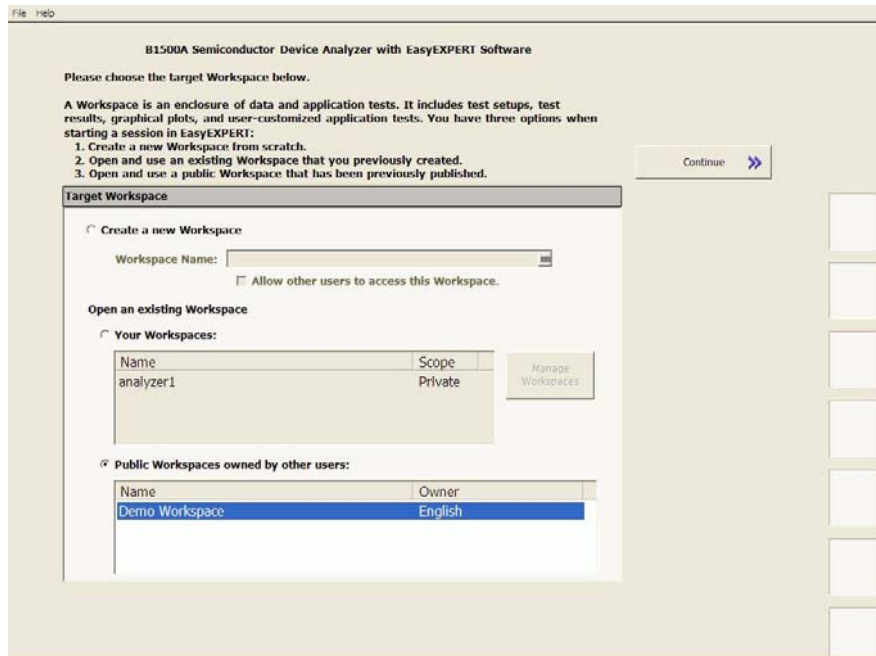 File Help
B1500A Semiconductor Device Analyzer with EasyEXPERT Software
Please choose the target Workspace below.
A Workspace is an enclosure of data and application tests. It includes test setups, test
results, graphical plots, and user-customized application tests. You have three options when
starting a session in EasyEXPERT:
1. Create a new Workspace from scratch.
2. Open and use an existing Workspace that you previously created.
3. Open and use a public Workspace that has been previously published.
Continue
Target Workspace
Create a new Workspace
Workspace Name:
Allow other users to access this Workspace.
Open an existing Workspace
Your Workspaces:
Name Scope
analyzer1 Private
Manage
Workspaces
Public Workspaces owned by other users:
Name Owner
Demo Workspace English